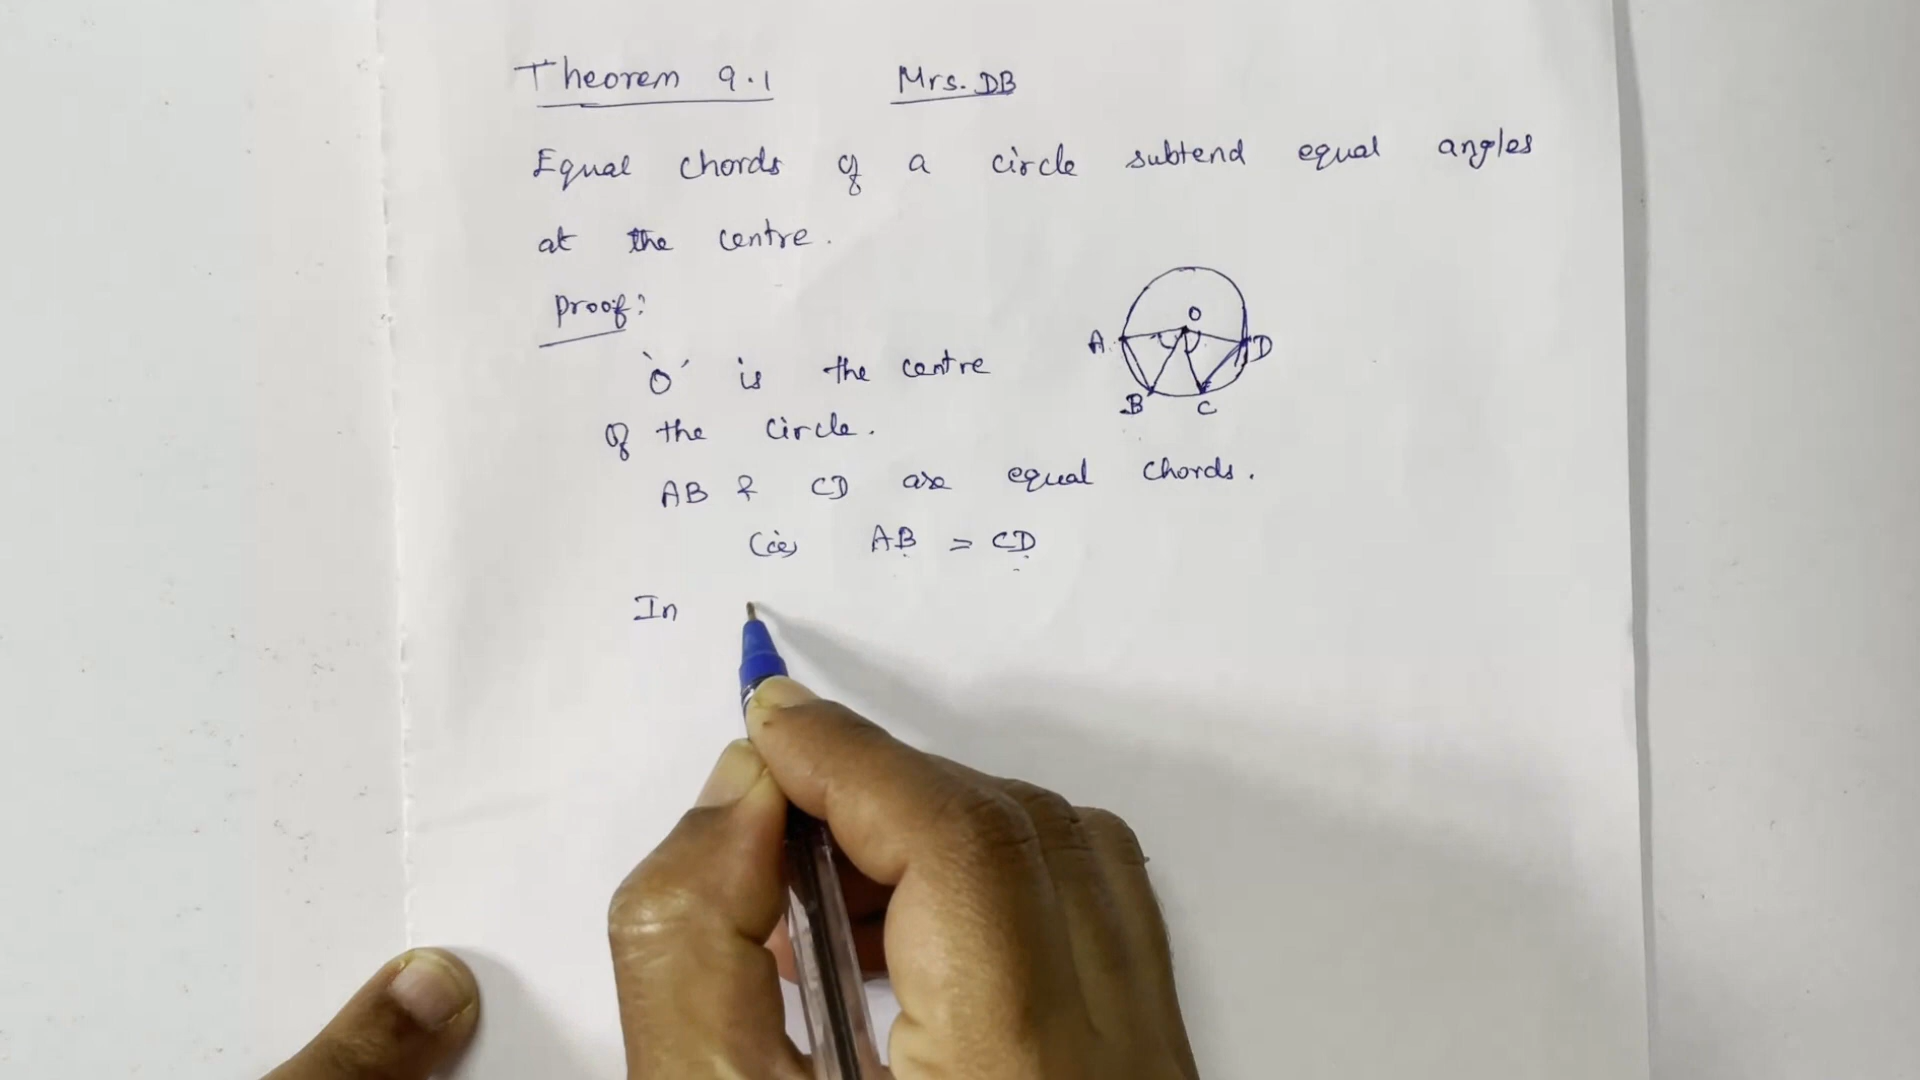 Theorem 9.1 Mrs. DB
Equal chords of a circle subtend equal angles
at the centre.
Proof:
'O' is the centre
of the circle.
AB & CD are equal chords.
(ie) AB = CD
In
O
A
D
B
C